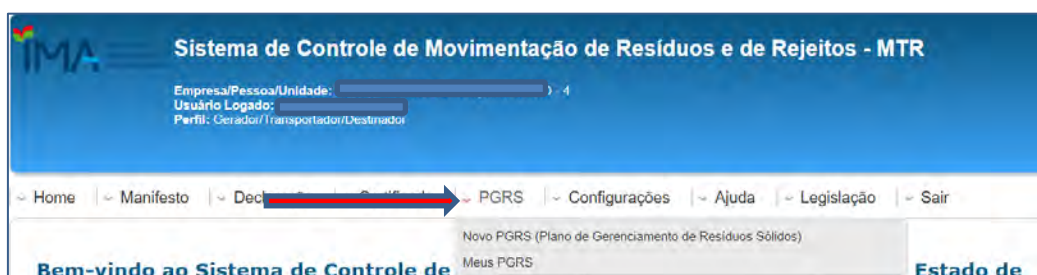 IMA
Sistema de Controle de Movimentação de Resíduos e de Rejeitos - MTR
Empresa/Pessoa/Unidade: - 4
Usuário Logado:
Perfil: Gerador/Transportador/Destinador
Home Manifesto PGRS Configurações Ajuda Legislação Sair
Novo PGRS (Plano de Gerenciamento de Resíduos Sólidos)
Meus PGRS
Bem-vindo ao Sistema de Controle de Estado de